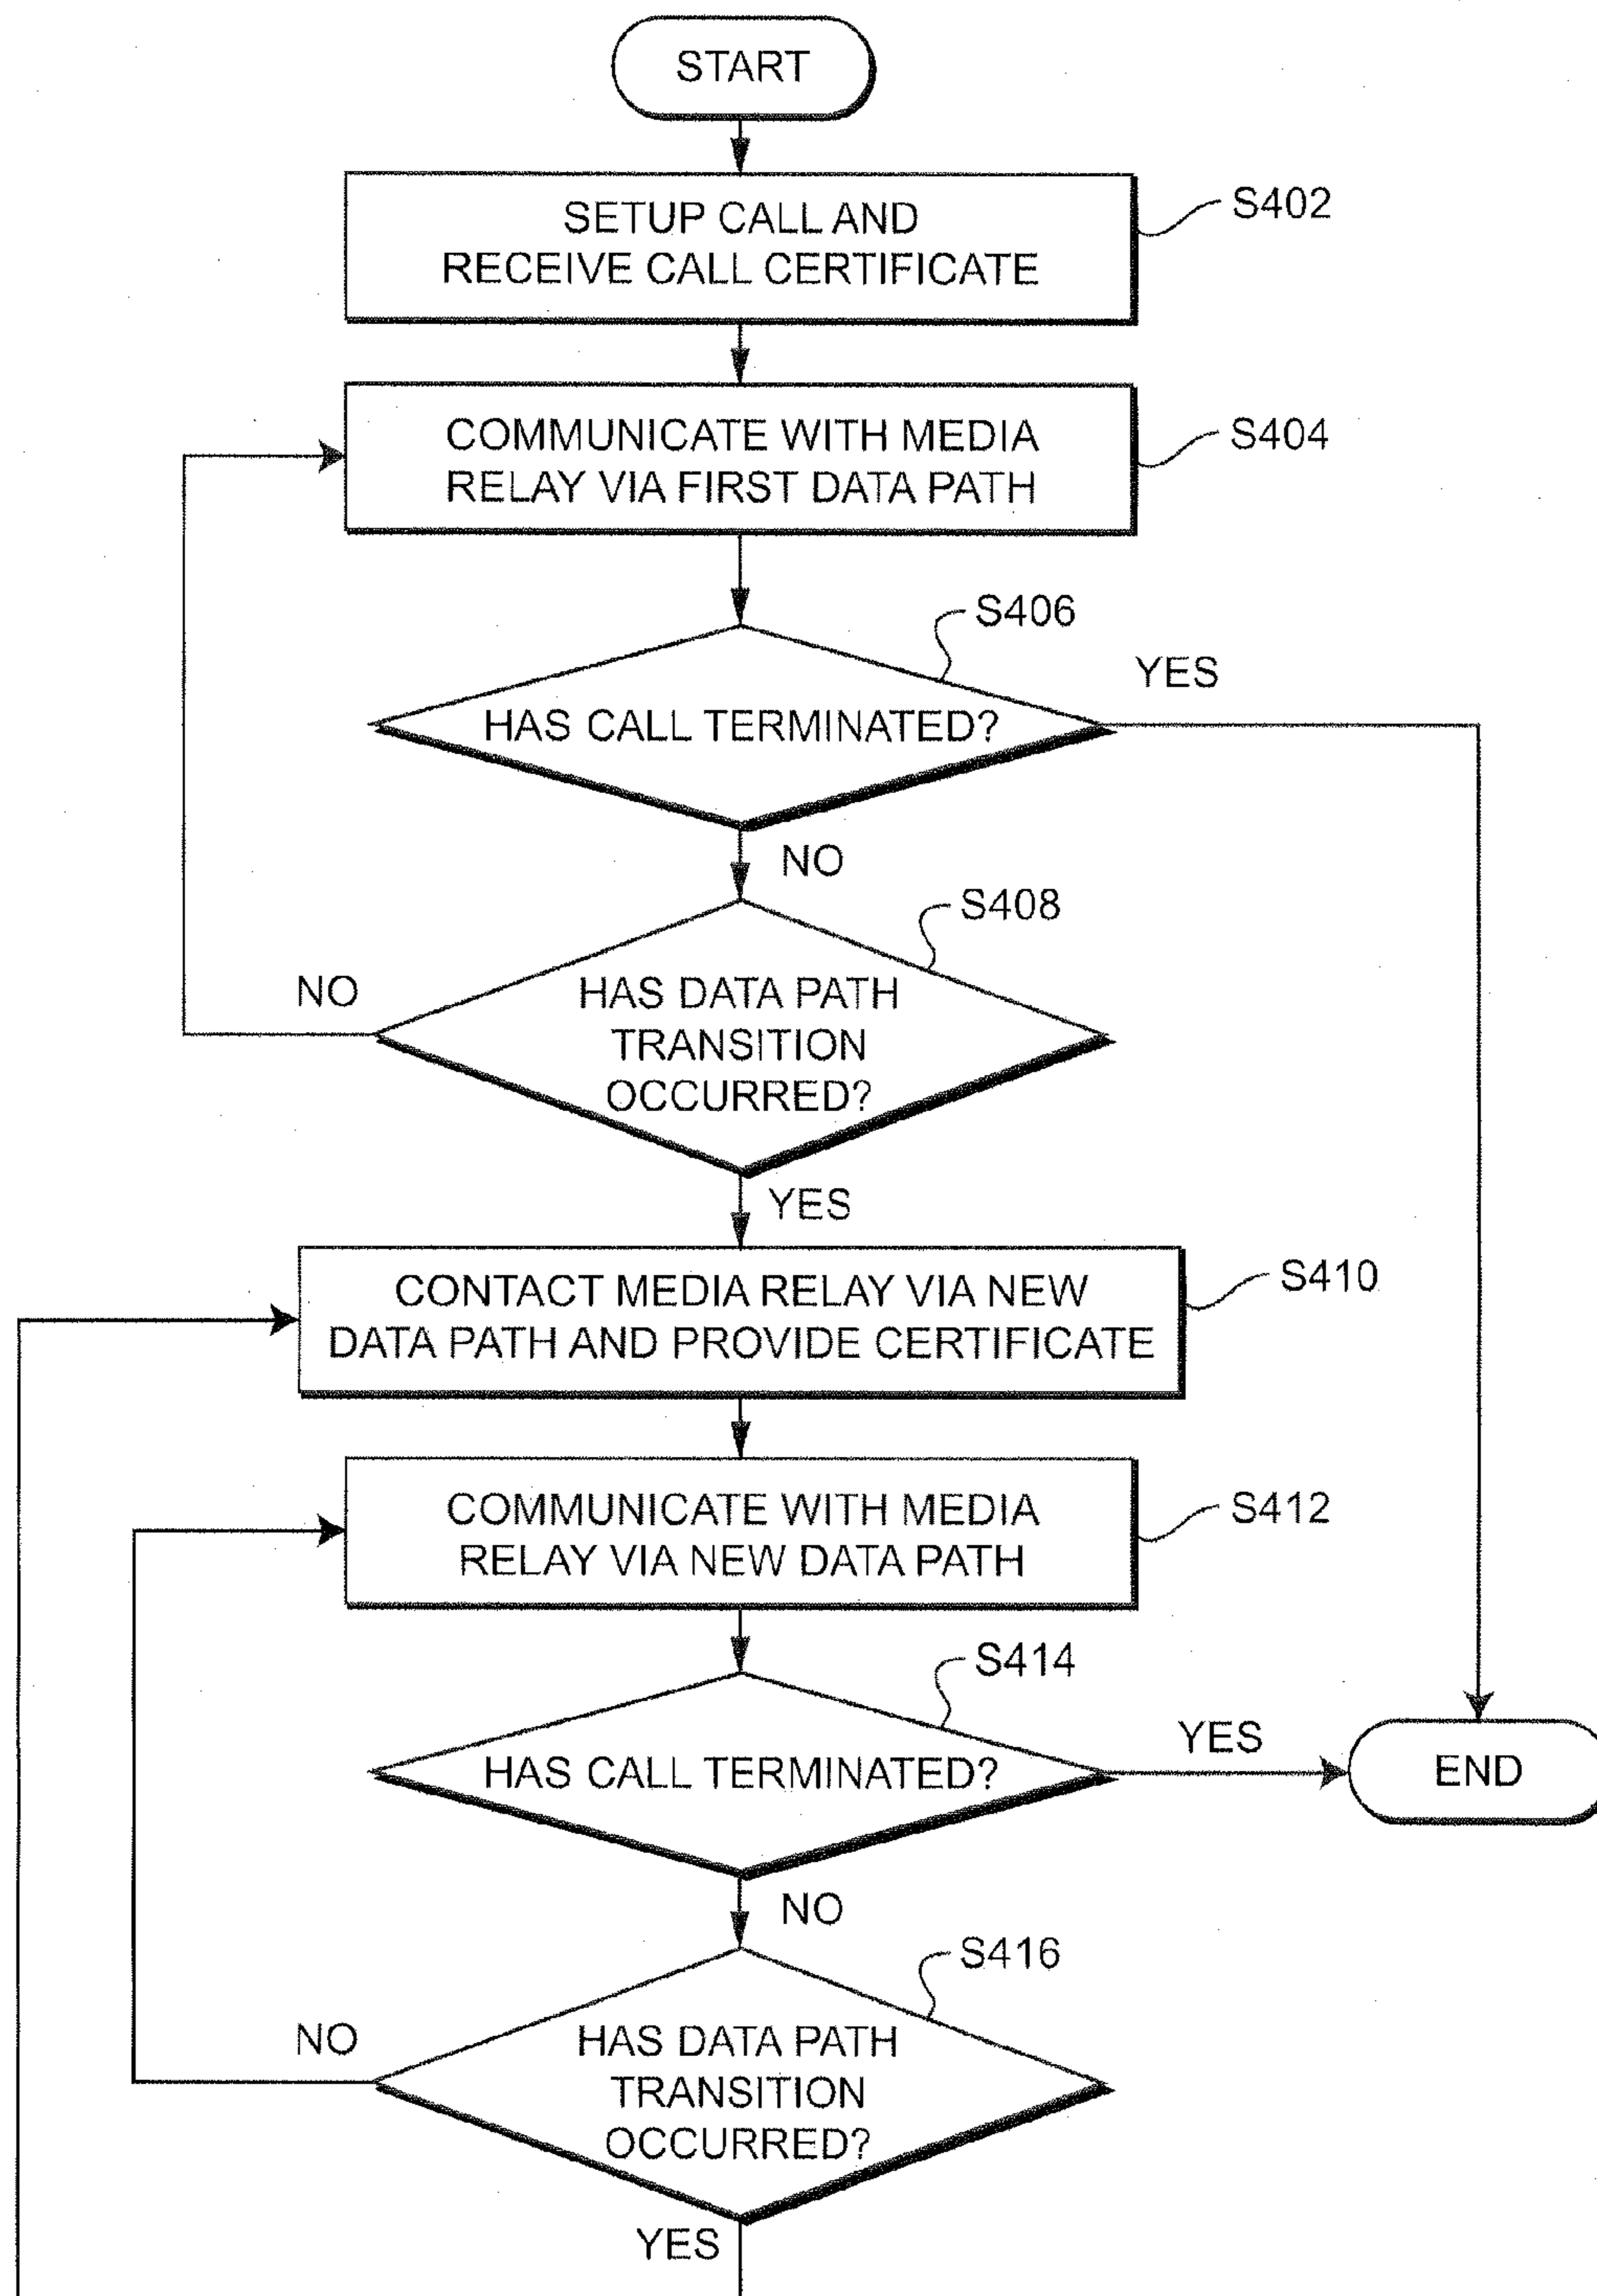 START
SETUP CALL AND
RECEIVE CALL CERTIFICATE
S402
COMMUNICATE WITH MEDIA
RELAY VIA FIRST DATA PATH
S404
S406
HAS CALL TERMINATED?
YES
NO
S408
HAS DATA PATH
TRANSITION
OCCURRED?
NO
YES
CONTACT MEDIA RELAY VIA NEW
DATA PATH AND PROVIDE CERTIFICATE
S410
COMMUNICATE WITH MEDIA
RELAY VIA NEW DATA PATH
S412
S414
HAS CALL TERMINATED?
YES
END
NO
S416
HAS DATA PATH
TRANSITION
OCCURRED?
NO
YES